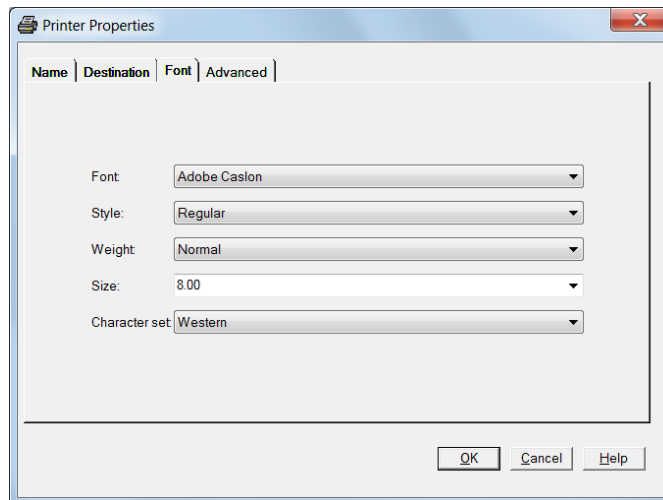 Printer Properties
Name Destination Font Advanced
Font: Adobe Caslon
Style: Regular
Weight: Normal
Size: 8.00
Character set: Western
OK Cancel Help